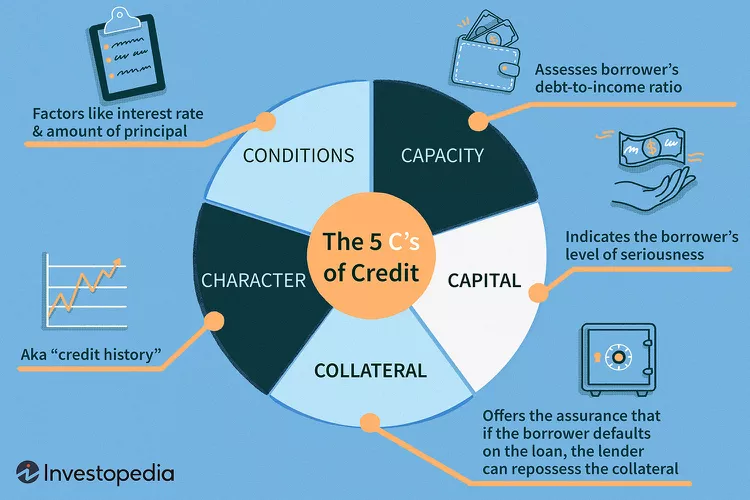 Factors like interest rate
& amount of principal
Assesses borrower's
debt-to-income ratio
CONDITIONS
CAPACITY
The 5 C's
of Credit
Indicates the borrower's
level of seriousness
CHARACTER
CAPITAL
Aka "credit history"
COLLATERAL
Offers the assurance that
if the borrower defaults
on the loan, the lender
can repossess the collateral
Investopedia